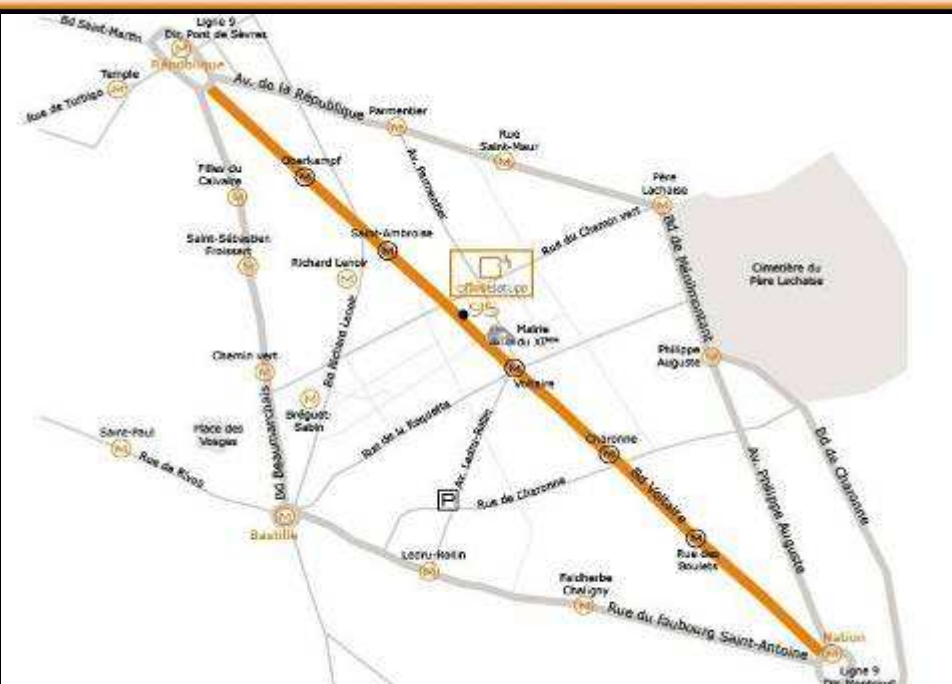 Bd Saint-Martin
Ligne 9
Dir. Pont de Sèvres
République
Temple
Rue de Turbigo
Av. de la République
Parmentier
Rue
Saint-Maur
Oberkampf
Filles du
Calvaire
Av. Parmentier
Père
Lachaise
Saint-Ambroise
Rue du Chemin vert
Saint-Sébastien
Froissart
Richard Lenoir
Bd de Ménilmontant
Cimetière du
Père Lachaise
95
Mairie
du XIème
Bd Richard Lenoir
Chemin vert
Philippe
Auguste
Voltaire
Bréguet-
Sabin
Bd Beaumarchais
Place des
Vosges
Saint-Paul
Rue de Rivoli
Rue de la Roquette
Av. Ledru-Rollin
Charonne
Bd Voltaire
Av. Philippe Auguste
Bd de Charonne
P
Rue de Charonne
Bastille
Ledru-Rollin
Rue des
Boulets
Faidherbe
Chaligny
Rue du Faubourg Saint-Antoine
Nation
Ligne 9